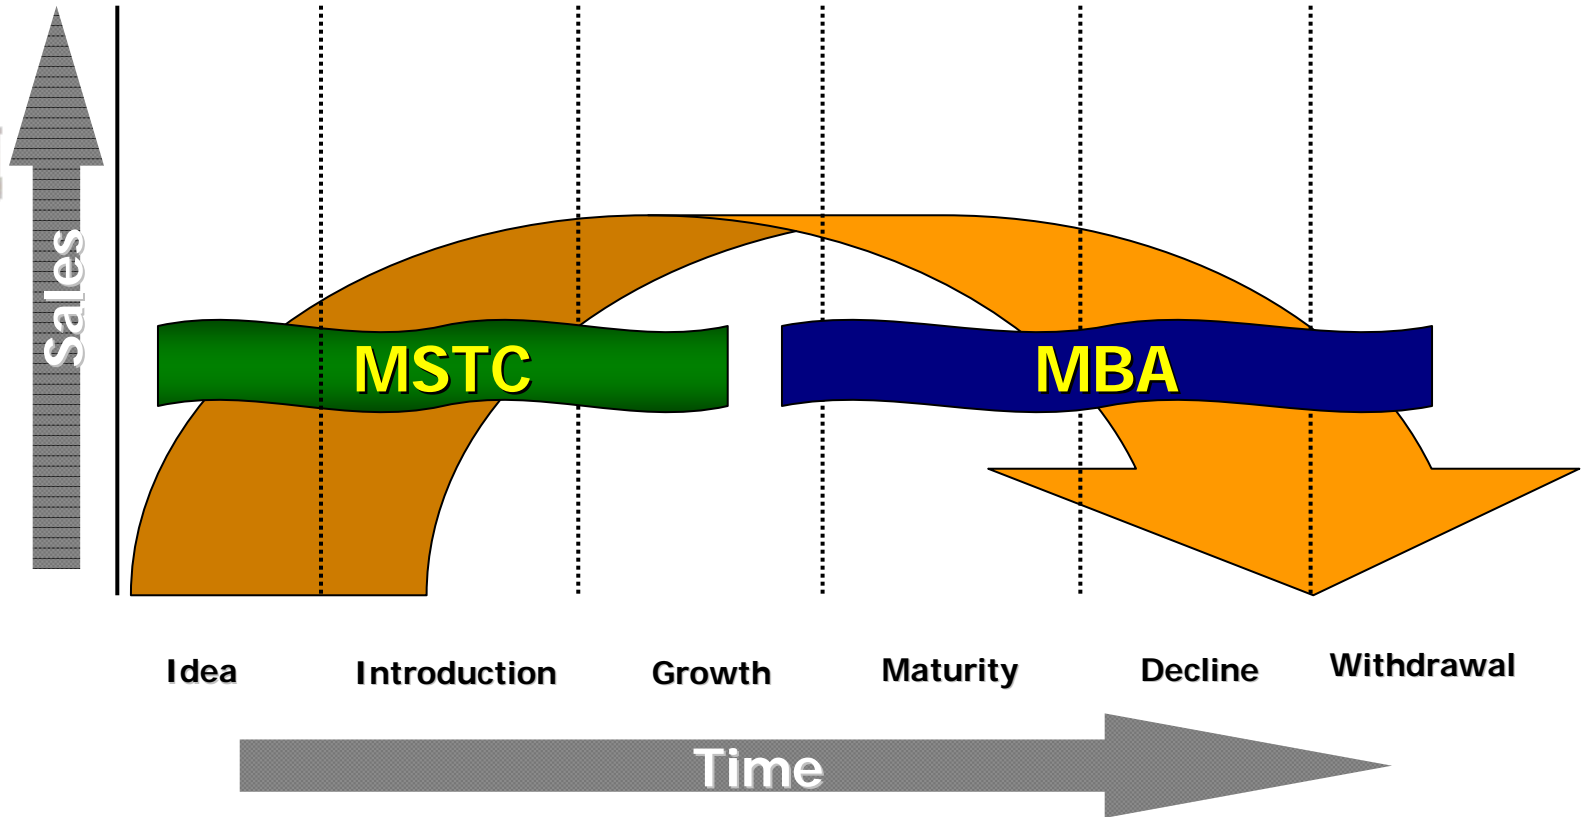 Sales
MSTC
MBA
Idea
Introduction
Growth
Maturity
Decline
Withdrawal
Time